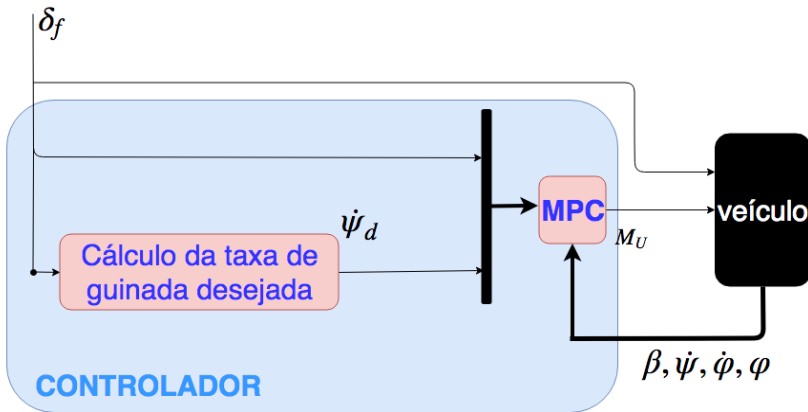 δ_f
ψ̇_d
MPC
veículo
M_U
Cálculo da taxa de
guinada desejada
β, ψ̇, φ̇, φ
CONTROLADOR